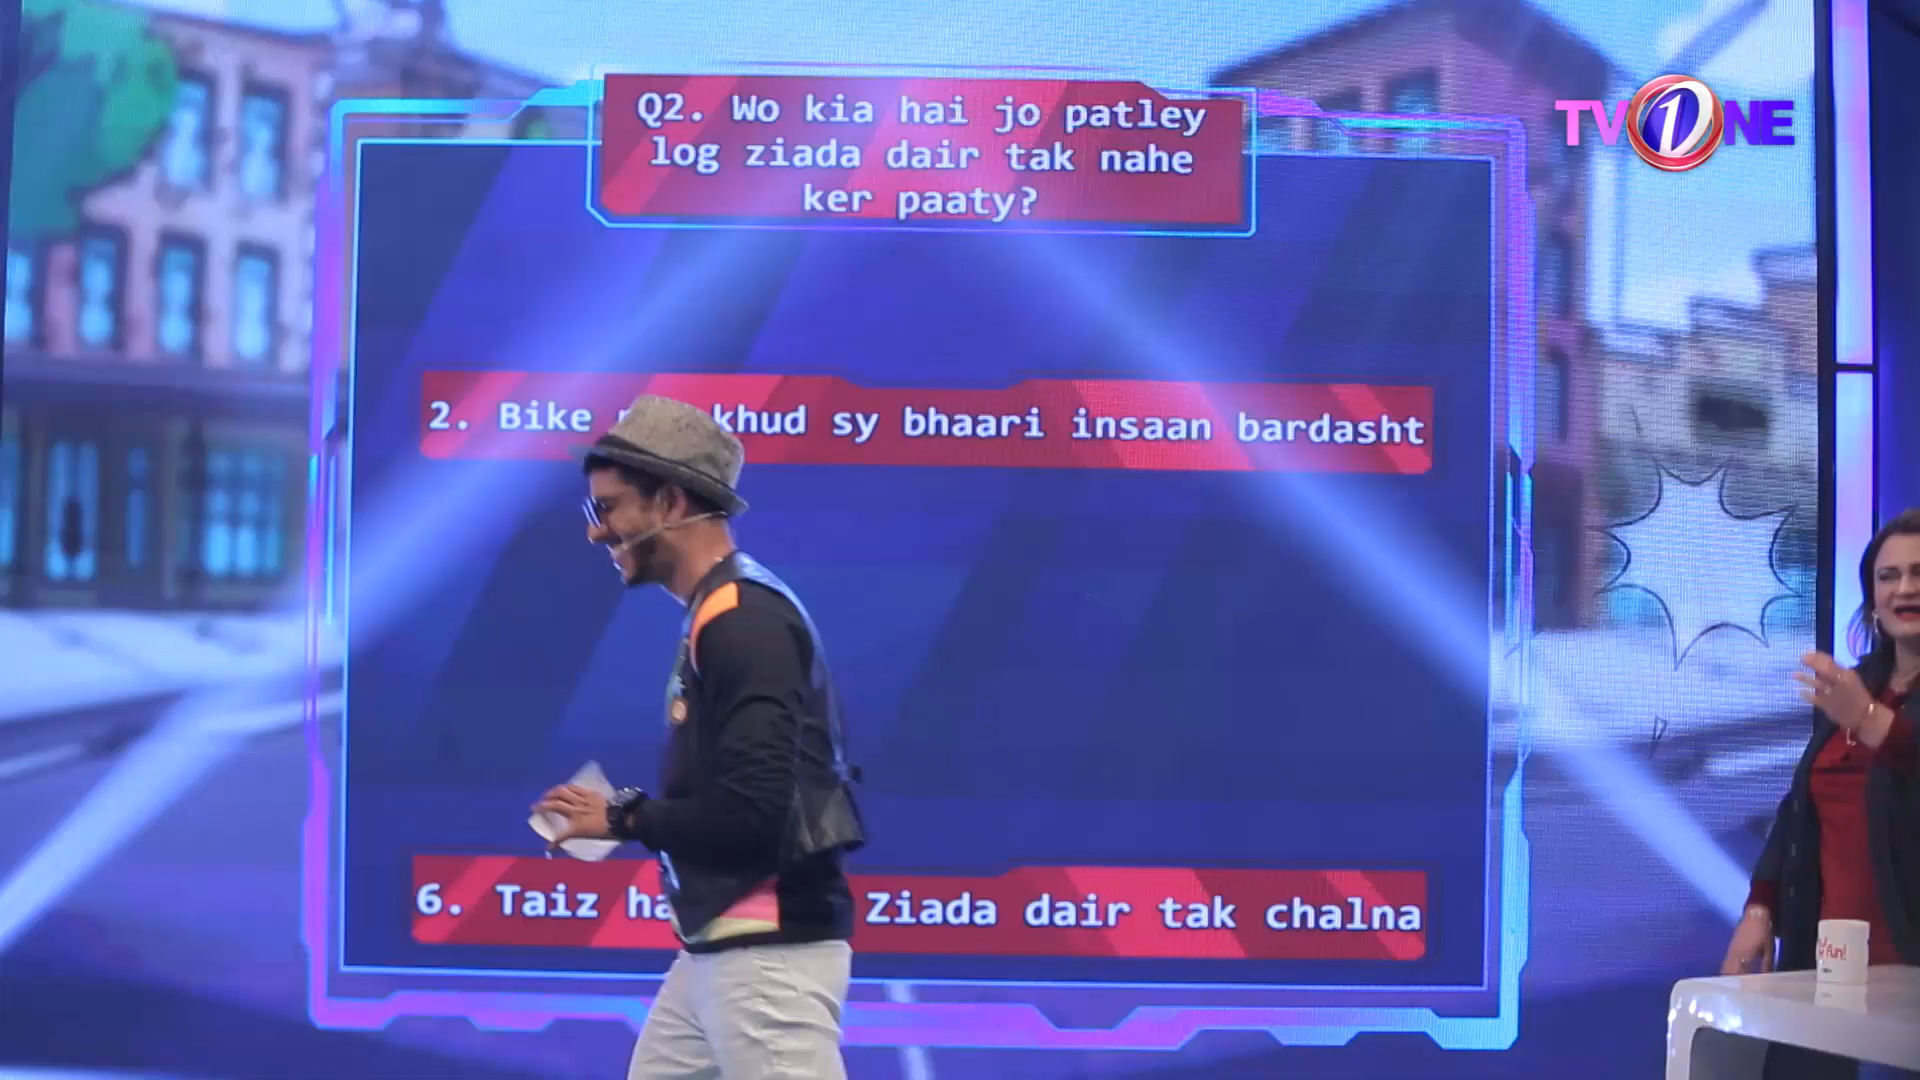 Q2. Wo kia hai jo patley
log ziada dair tak nahe
ker paaty?
TV ONE
2. Bike khud sy bhaari insaan bardasht
6. Taiz Ziada dair tak chalna
Fun!